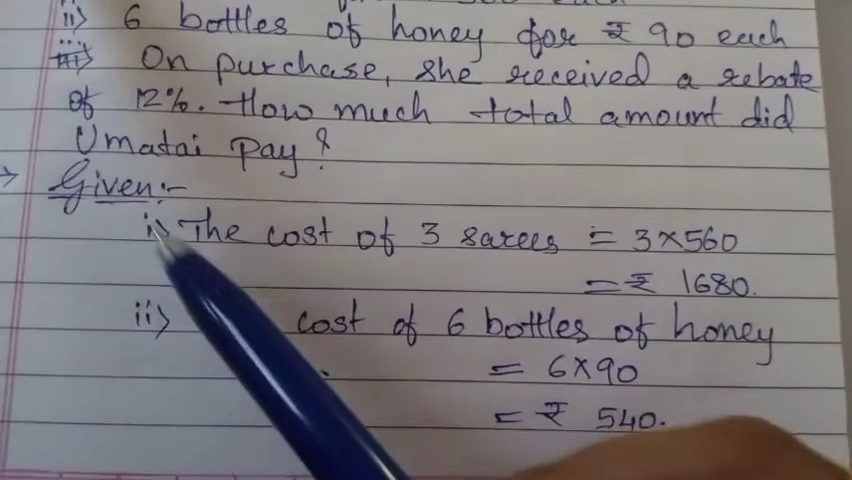 ii) 6 bottles of honey for ₹ 90 each
iii) On purchase, she received a rebate
of 12%. How much total amount did
Umatai pay?
Given:-
i) The cost of 3 sarees = 3×560
= ₹ 1680.
ii) cost of 6 bottles of honey
= 6×90
= ₹ 540.